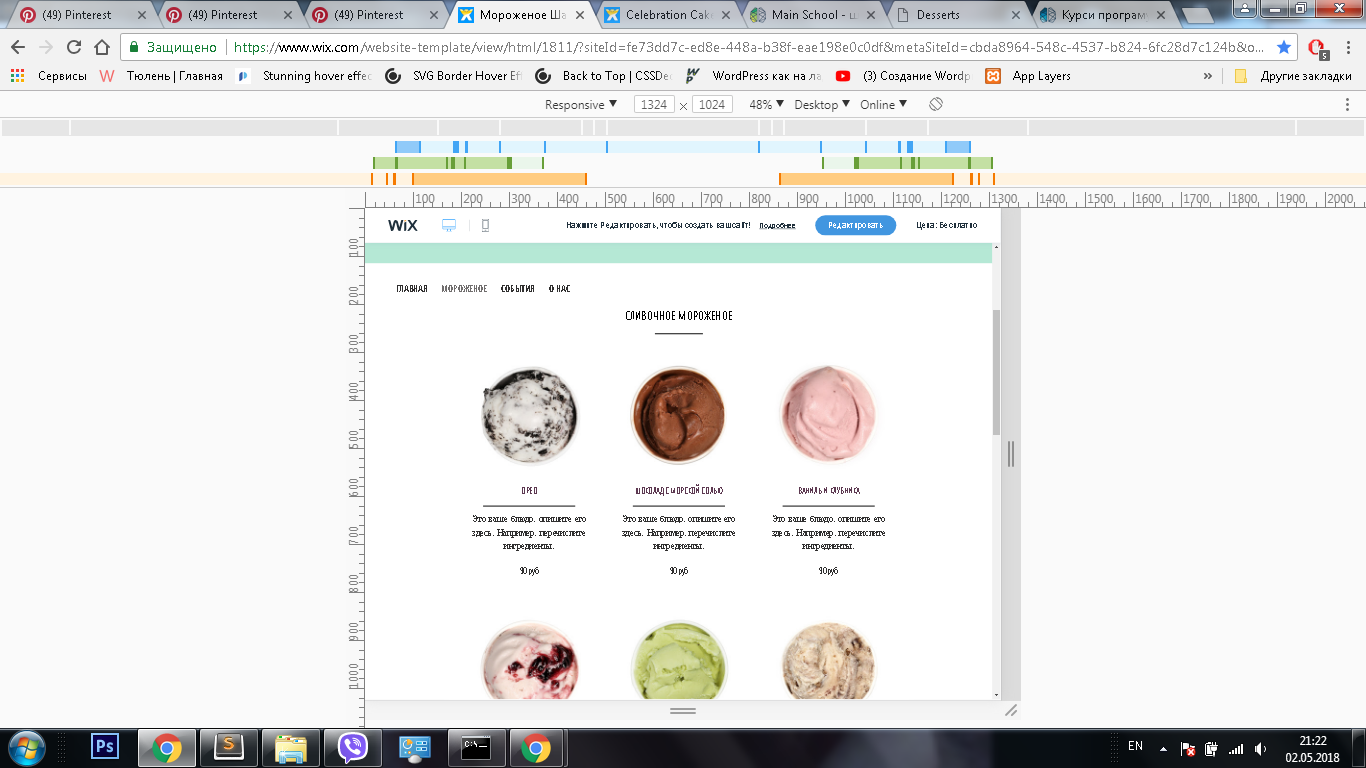 (49) Pinterest
(49) Pinterest
(49) Pinterest
Мороженое Ша
Celebration Cake
Main School - ш
Desserts
Курси програм
Защищено
https://www.wix.com/website-template/view/html/1811/?siteId=fe73dd7c-ed8e-448a-b38f-eae198e0c0df&metaSiteId=cbda8964-548c-4537-b824-6fc28d7c124b&o...
5
Сервисы
Тюлень | Главная
Stunning hover effec
SVG Border Hover Eff
Back to Top | CSSDec
WordPress как на ла
(3) Создание Wordp
App Layers
»
Другие закладки
Responsive
1324 × 1024
48%
Desktop
Online
100 200 300 400 500 600 700 800 900 1000 1100 1200 1300 1400 1500 1600 1700 1800 1900 2000
100
200
300
400
500
600
700
800
900
1000
WiX
Нажмите Редактировать, чтобы создать ваш сайт!
Подробнее
Редактировать
Цена: Бесплатно
ГЛАВНАЯ
МОРОЖЕНОЕ
СОБЫТИЯ
О НАС
СЛИВОЧНОЕ МОРОЖЕНОЕ
ОРЕО
ШОКОЛАД С МОРСКОЙ СОЛЬЮ
ВАНИЛЬ И КЛУБНИКА
Это ваше блюдо. опишите его
здесь. Например. перечислите
ингредиенты.
90 руб
Это ваше блюдо. опишите его
здесь. Например. перечислите
ингредиенты.
90 руб
Это ваше блюдо. опишите его
здесь. Например. перечислите
ингредиенты.
90 руб
Ps
S
C:\_
EN
21:22
02.05.2018